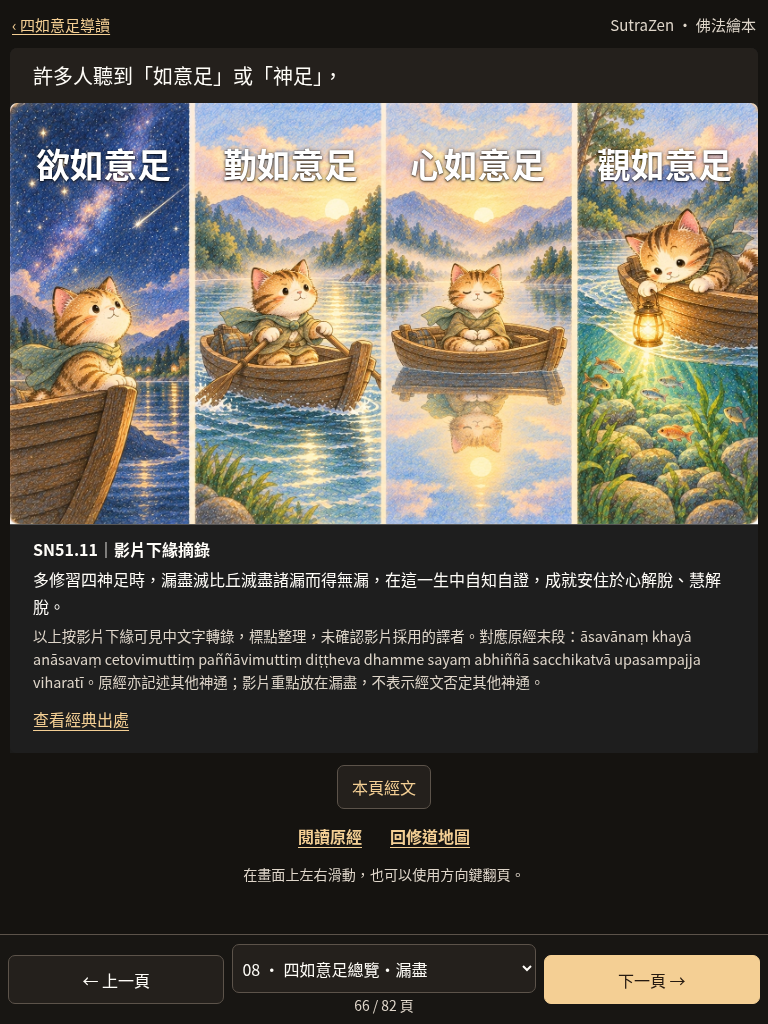 ‹ 四如意足導讀
SutraZen ・ 佛法繪本
許多人聽到「如意足」或「神足」，
欲如意足
勤如意足
心如意足
觀如意足
SN51.11｜影片下緣摘錄
多修習四神足時，漏盡滅比丘滅盡諸漏而得無漏，在這一生中自知自證，成就安住於心解脫、慧解
脫。
以上按影片下緣可見中文字轉錄，標點整理，未確認影片採用的譯者。對應原經末段：āsavānaṃ khayā
anāsavaṃ cetovimuttiṃ paññāvimuttiṃ diṭṭheva dhamme sayaṃ abhiññā sacchikatvā upasampajja
viharatī。原經亦記述其他神通；影片重點放在漏盡，不表示經文否定其他神通。
查看經典出處
本頁經文
閱讀原經 回修道地圖
在畫面上左右滑動，也可以使用方向鍵翻頁。
← 上一頁
08 ・ 四如意足總覽・漏盡
下一頁 →
66 / 82 頁